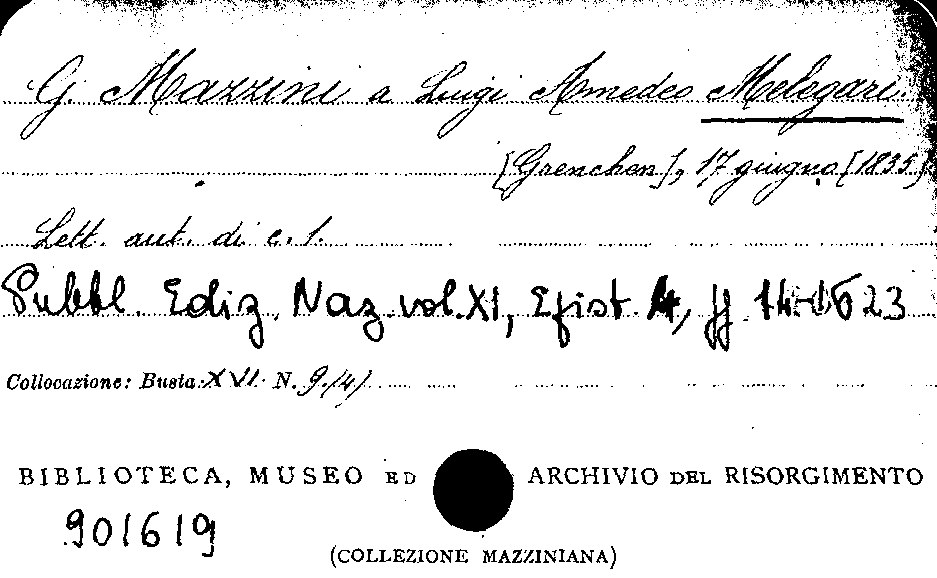 G. Mazzini a Luigi Amedeo Melegari.
[Grenchen], 17 giugno [1835]
Lett. aut. di c. 1.
Pubbl. Ediz. Naz. vol. XI, Epist. 4, pp 14- 23
Collocazione: Busta: XVI. N. 9/4/
BIBLIOTECA, MUSEO ED ARCHIVIO DEL RISORGIMENTO
901619
(COLLEZIONE MAZZINIANA)